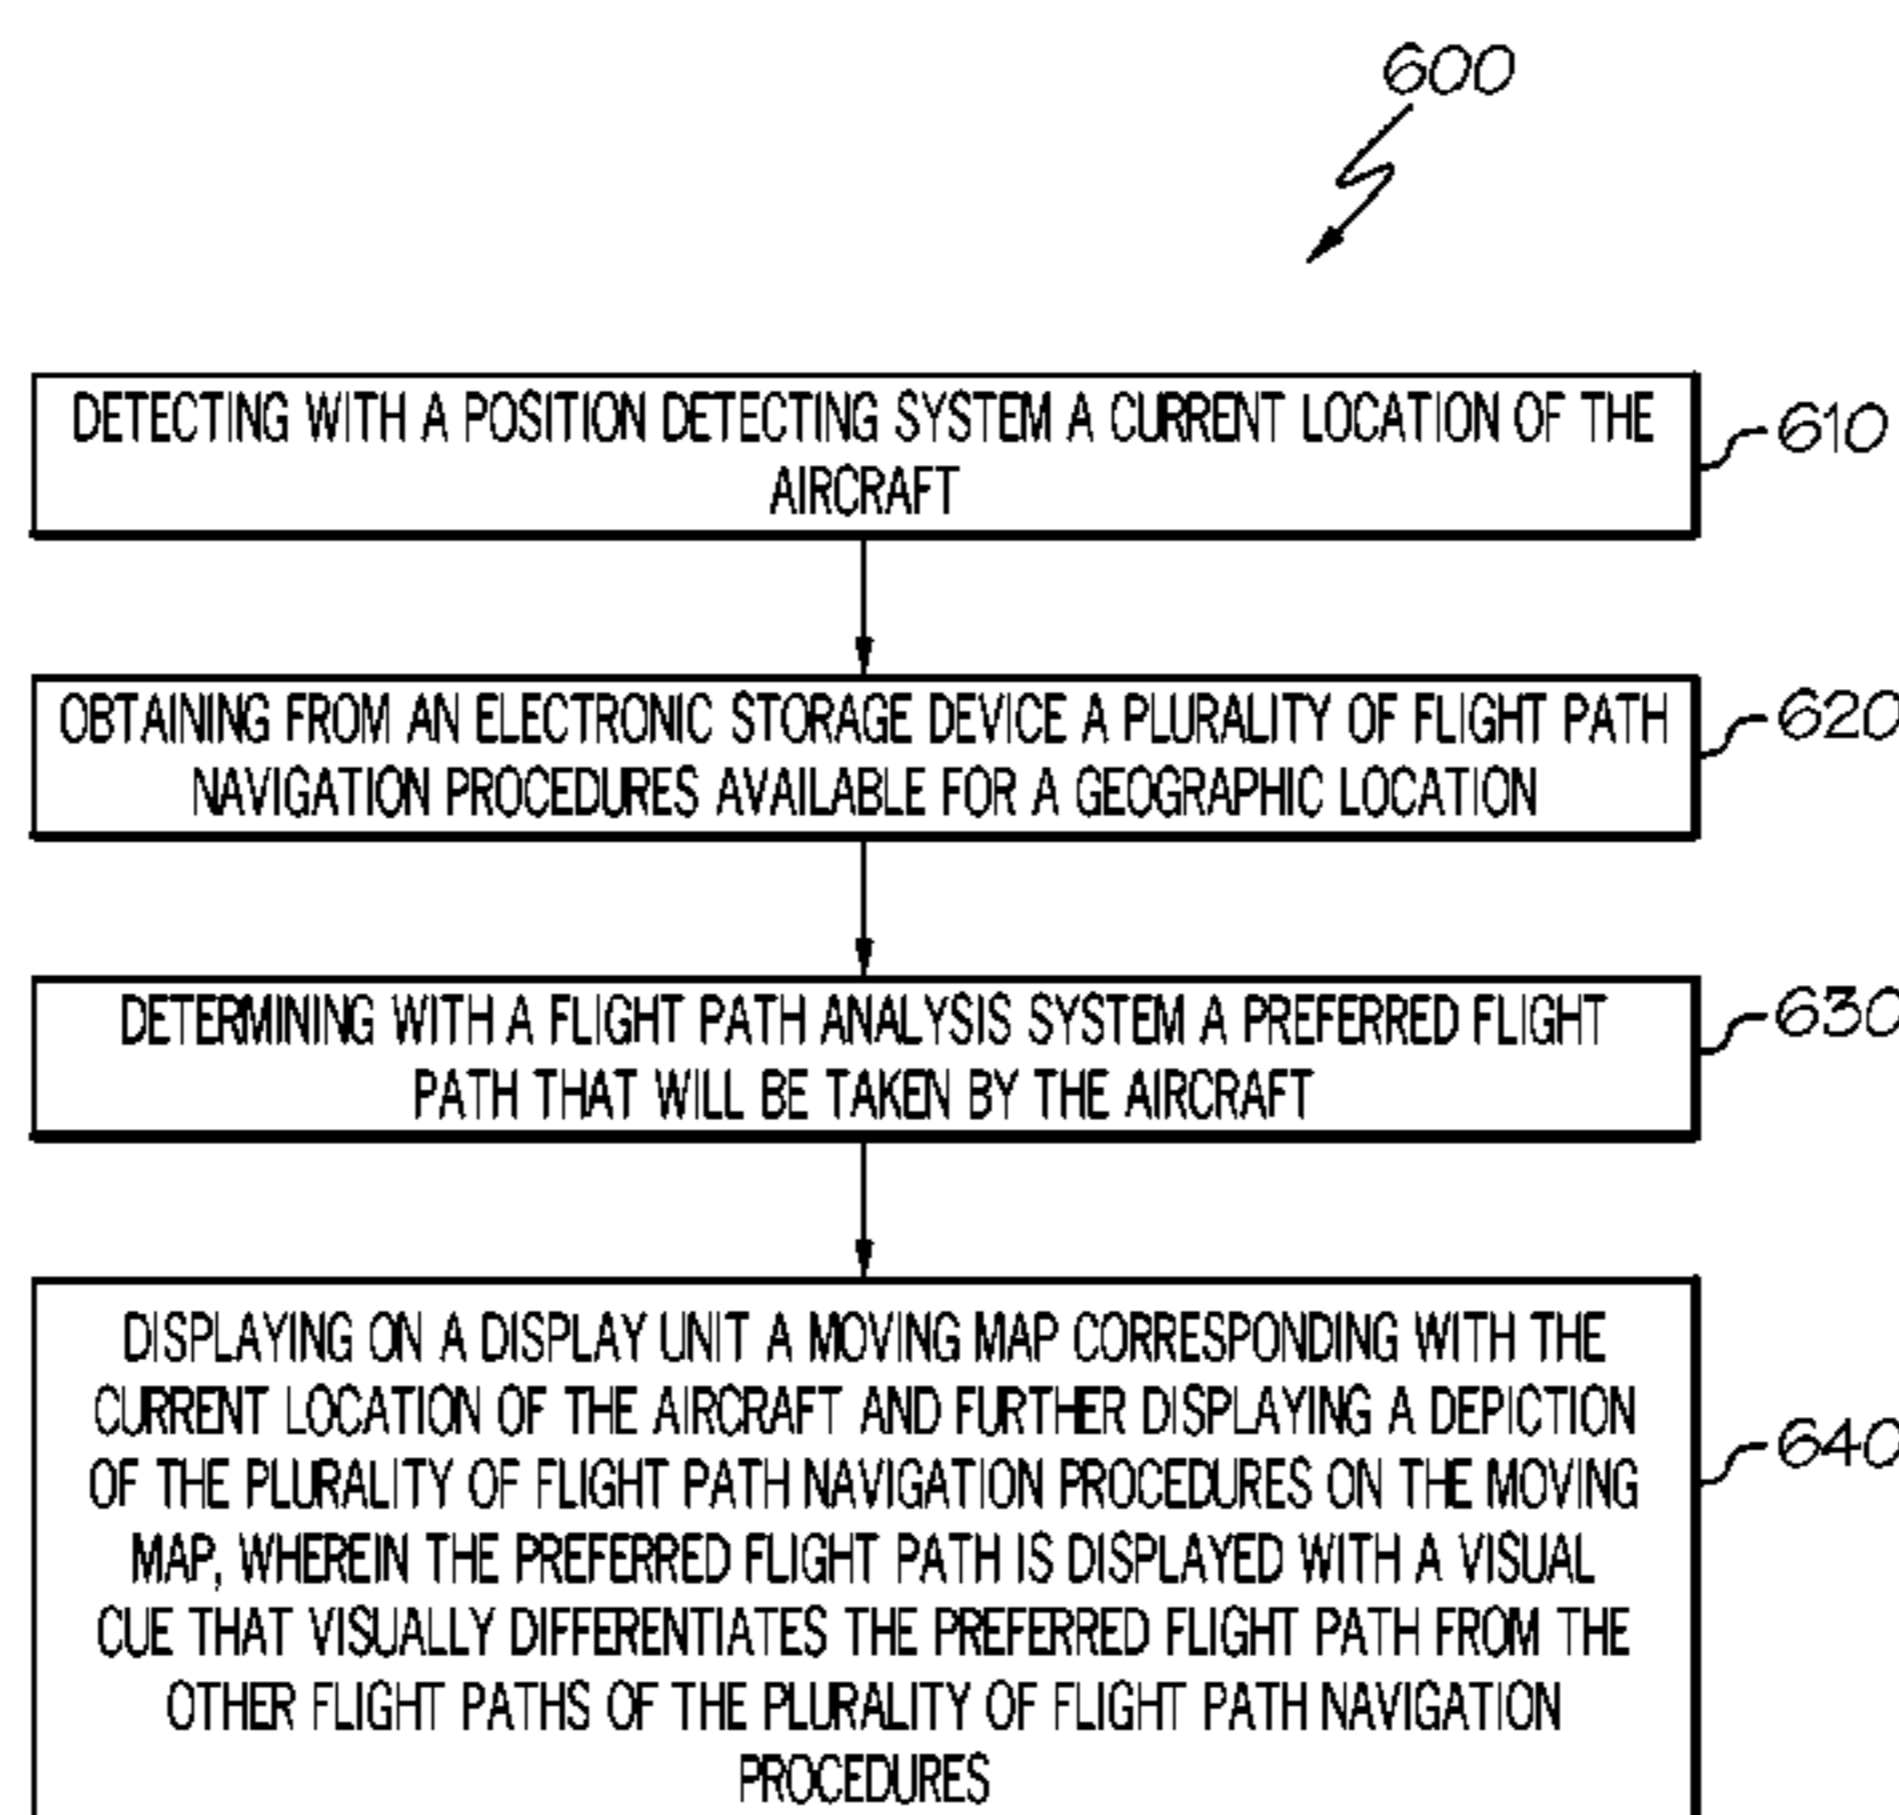 600
DETECTING WITH A POSITION DETECTING SYSTEM A CURRENT LOCATION OF THE
AIRCRAFT
610
OBTAINING FROM AN ELECTRONIC STORAGE DEVICE A PLURALITY OF FLIGHT PATH
NAVIGATION PROCEDURES AVAILABLE FOR A GEOGRAPHIC LOCATION
620
DETERMINING WITH A FLIGHT PATH ANALYSIS SYSTEM A PREFERRED FLIGHT
PATH THAT WILL BE TAKEN BY THE AIRCRAFT
630
DISPLAYING ON A DISPLAY UNIT A MOVING MAP CORRESPONDING WITH THE
CURRENT LOCATION OF THE AIRCRAFT AND FURTHER DISPLAYING A DEPICTION
OF THE PLURALITY OF FLIGHT PATH NAVIGATION PROCEDURES ON THE MOVING
MAP, WHEREIN THE PREFERRED FLIGHT PATH IS DISPLAYED WITH A VISUAL
CUE THAT VISUALLY DIFFERENTIATES THE PREFERRED FLIGHT PATH FROM THE
OTHER FLIGHT PATHS OF THE PLURALITY OF FLIGHT PATH NAVIGATION
PROCEDURES
640